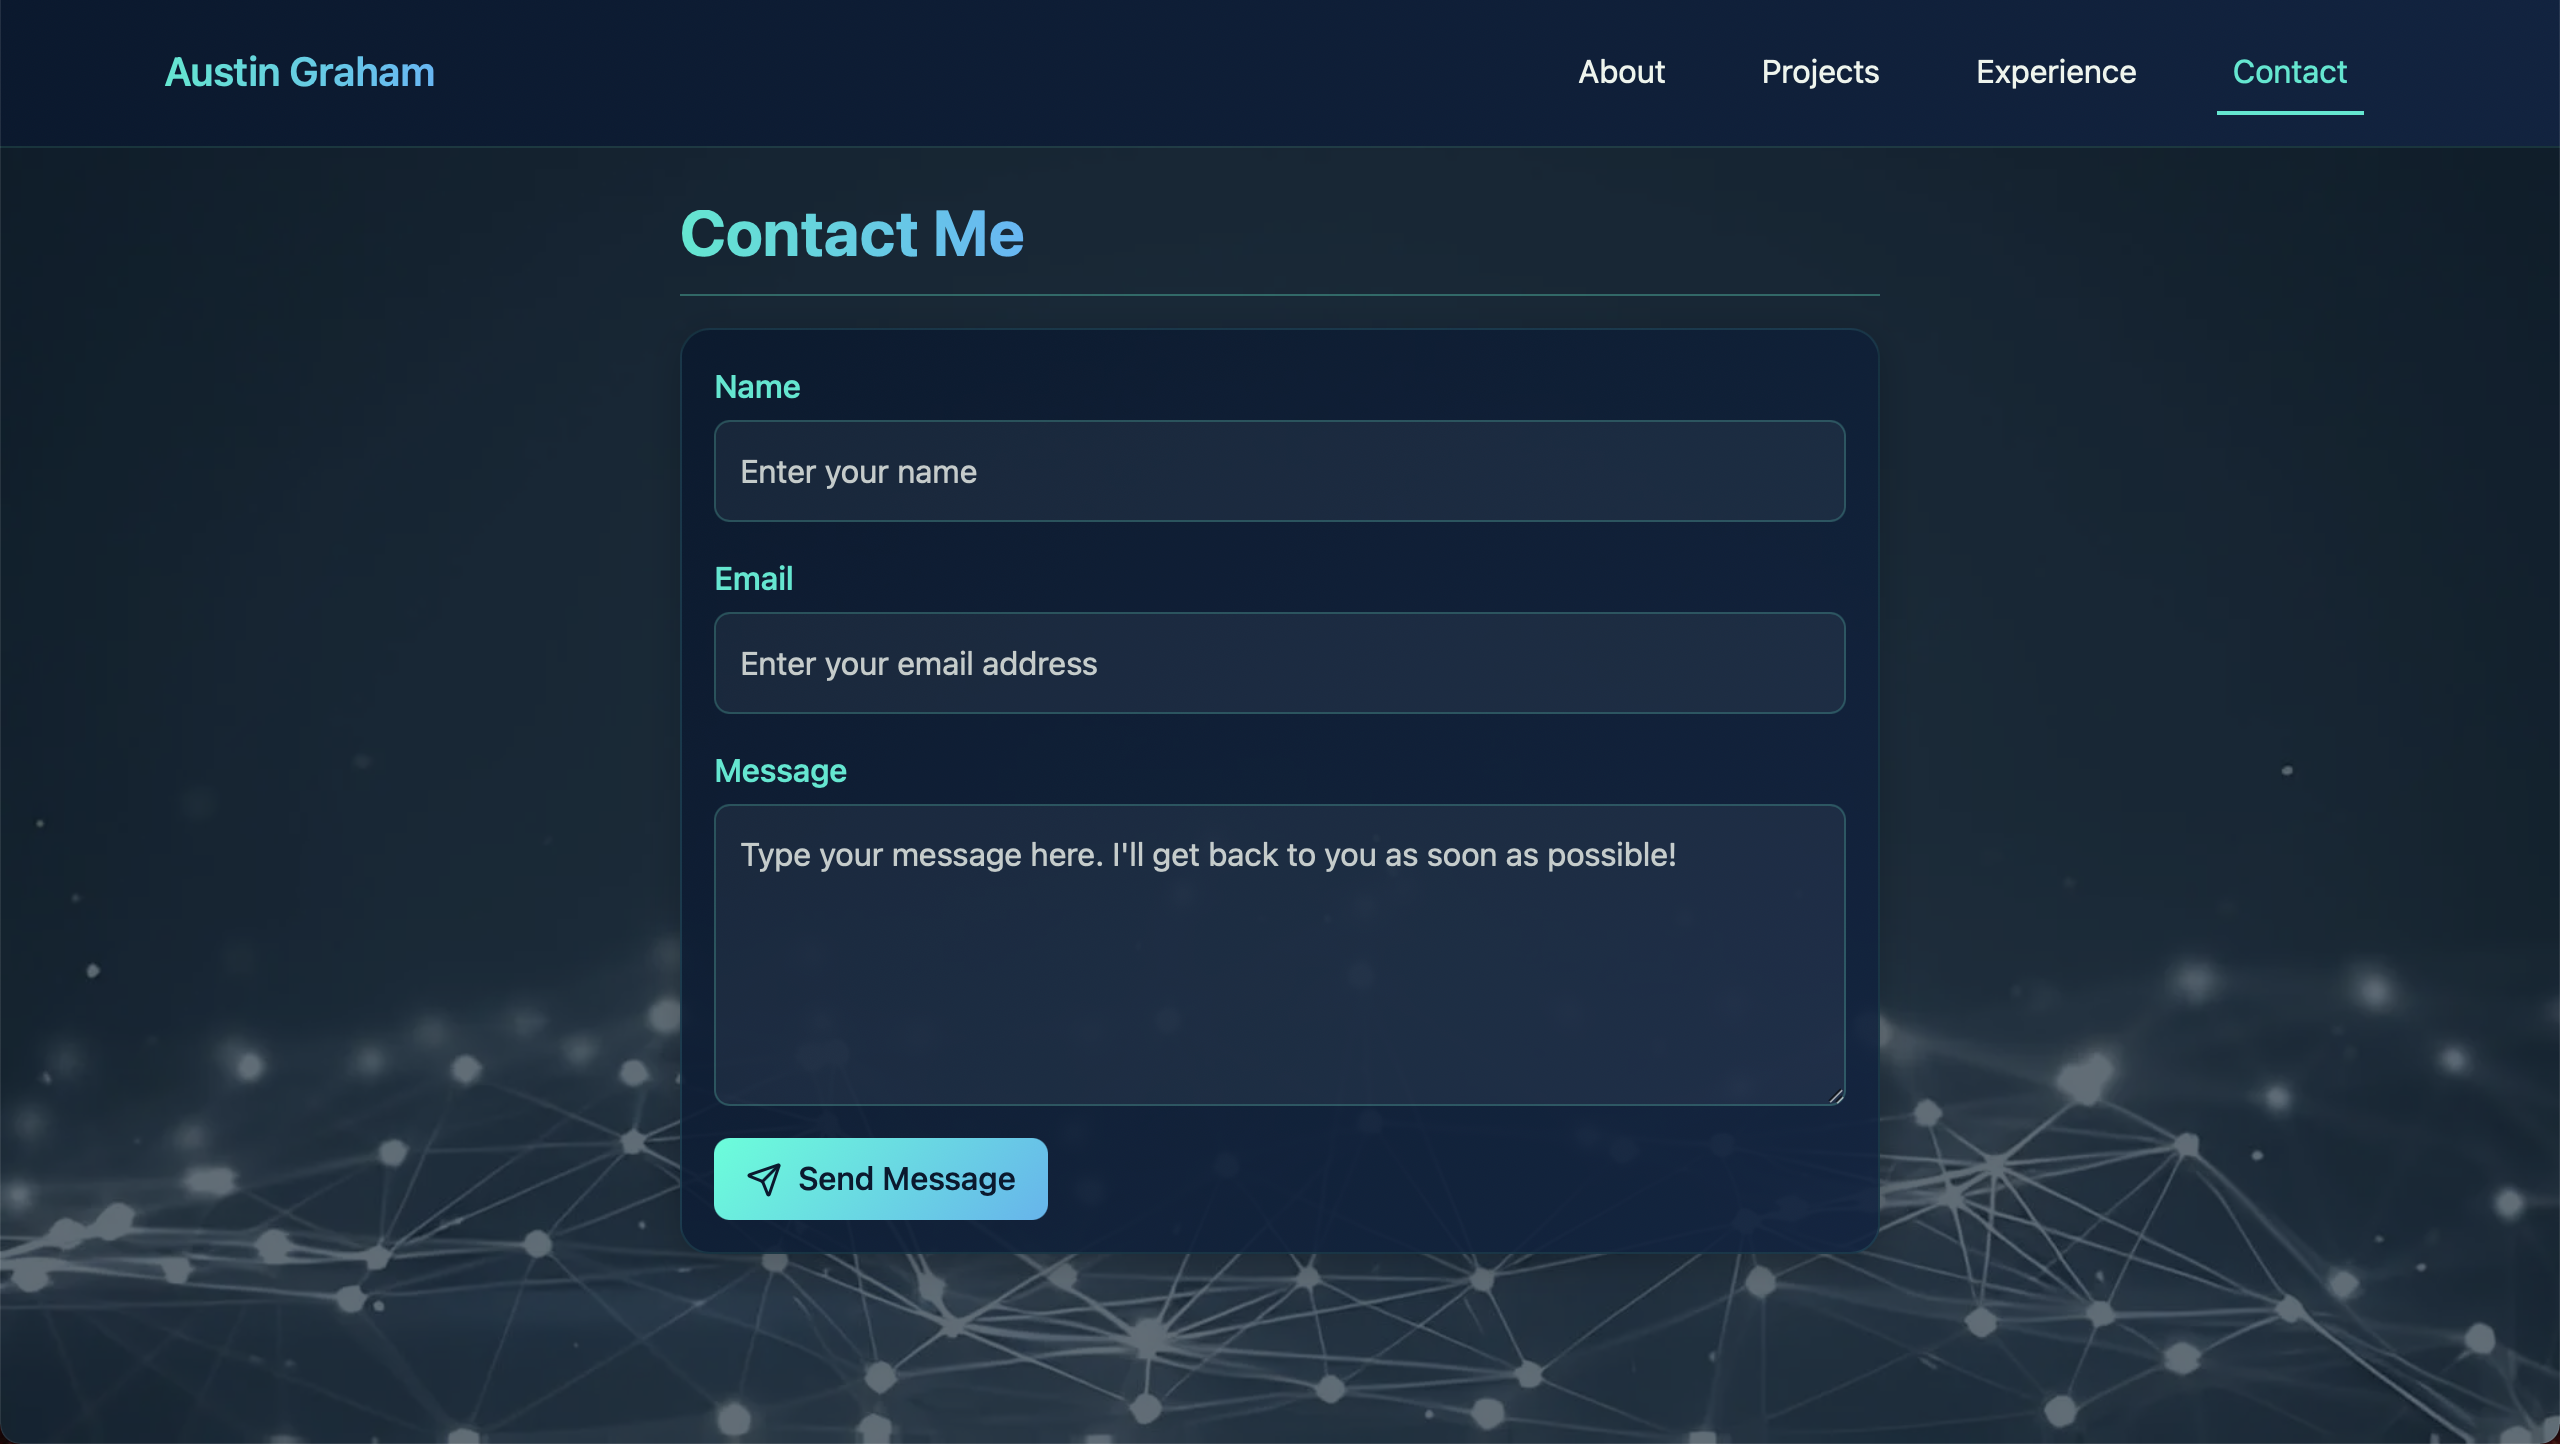 Austin Graham
About Projects Experience Contact
Contact Me
Name
Enter your name
Email
Enter your email address
Message
Type your message here. I'll get back to you as soon as possible!
Send Message